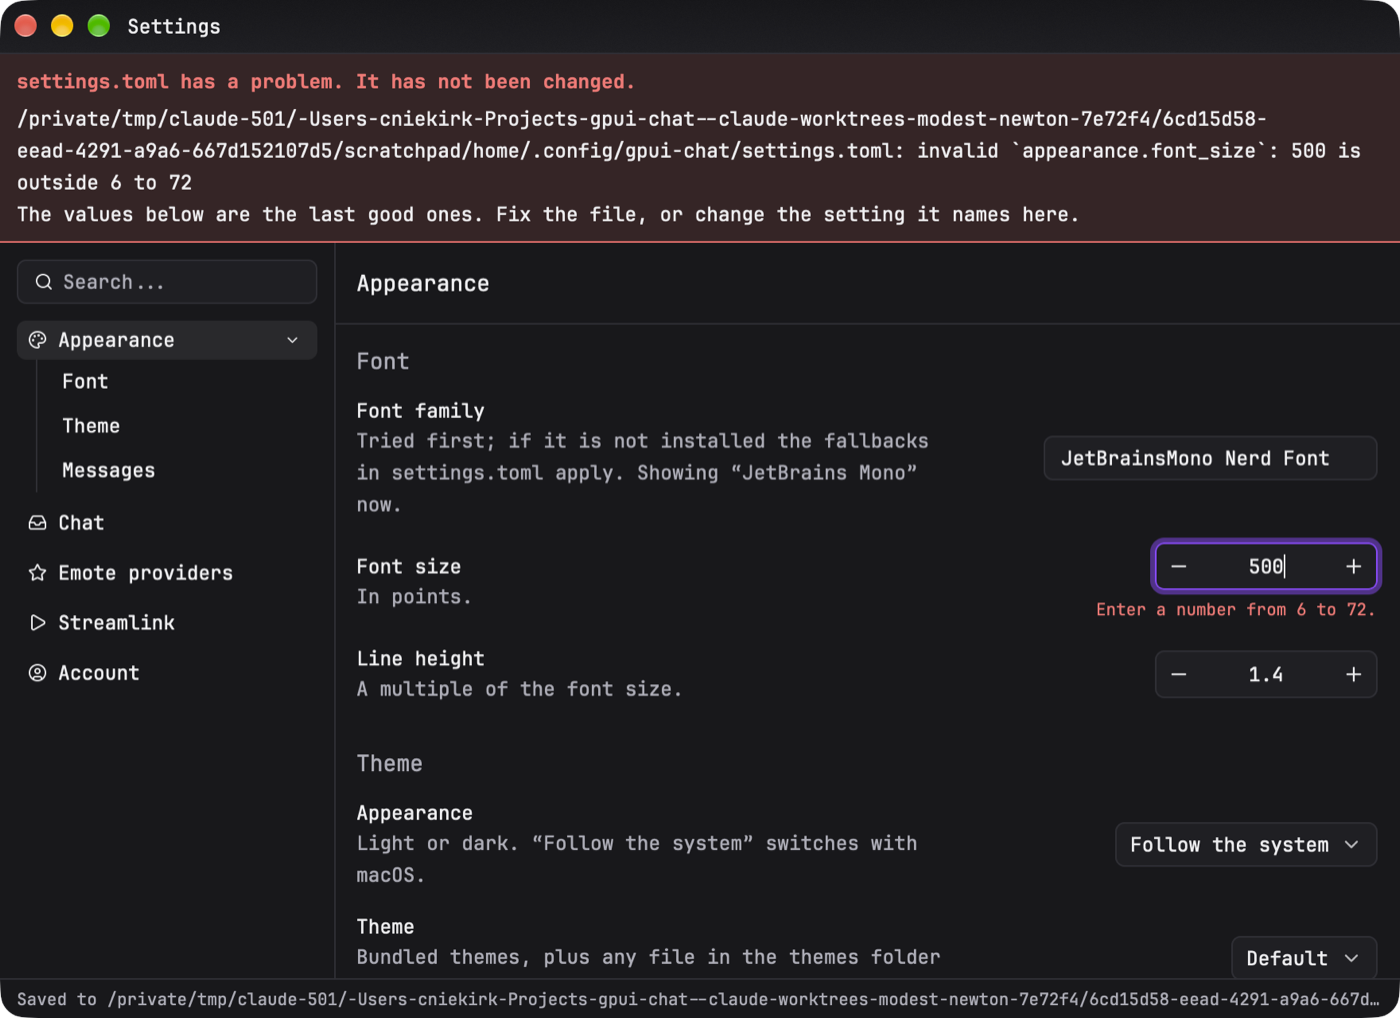 Settings
settings.toml has a problem. It has not been changed.
/private/tmp/claude-501/-Users-cniekirk-Projects-gpui-chat--claude-worktrees-modest-newton-7e72f4/6cd15d58-
eead-4291-a9a6-667d152107d5/scratchpad/home/.config/gpui-chat/settings.toml: invalid `appearance.font_size`: 500 is
outside 6 to 72
The values below are the last good ones. Fix the file, or change the setting it names here.
Search...
Appearance
Font
Theme
Messages
Chat
Emote providers
Streamlink
Account
Appearance
Font
Font family
Tried first; if it is not installed the fallbacks
in settings.toml apply. Showing “JetBrains Mono”
now.
JetBrainsMono Nerd Font
Font size
In points.
− 500 +
Enter a number from 6 to 72.
Line height
A multiple of the font size.
− 1.4 +
Theme
Appearance
Light or dark. “Follow the system” switches with
macOS.
Follow the system
Theme
Bundled themes, plus any file in the themes folder
Default
Saved to /private/tmp/claude-501/-Users-cniekirk-Projects-gpui-chat--claude-worktrees-modest-newton-7e72f4/6cd15d58-eead-4291-a9a6-667d…